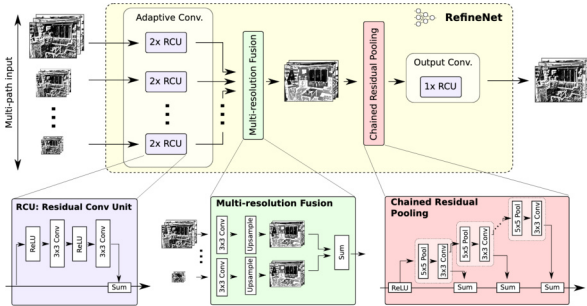 Adaptive Conv.
RefineNet
Multi-path input
2x RCU
2x RCU
2x RCU
Multi-resolution Fusion
Chained Residual Pooling
Output Conv.
1x RCU
RCU: Residual Conv Unit
ReLU
3x3 Conv
ReLU
3x3 Conv
Sum
Multi-resolution Fusion
3x3 Conv
Upsample
3x3 Conv
Upsample
Sum
Chained Residual
Pooling
ReLU
5x5 Pool
3x3 Conv
5x5 Pool
3x3 Conv
5x5 Pool
3x3 Conv
Sum
Sum
Sum